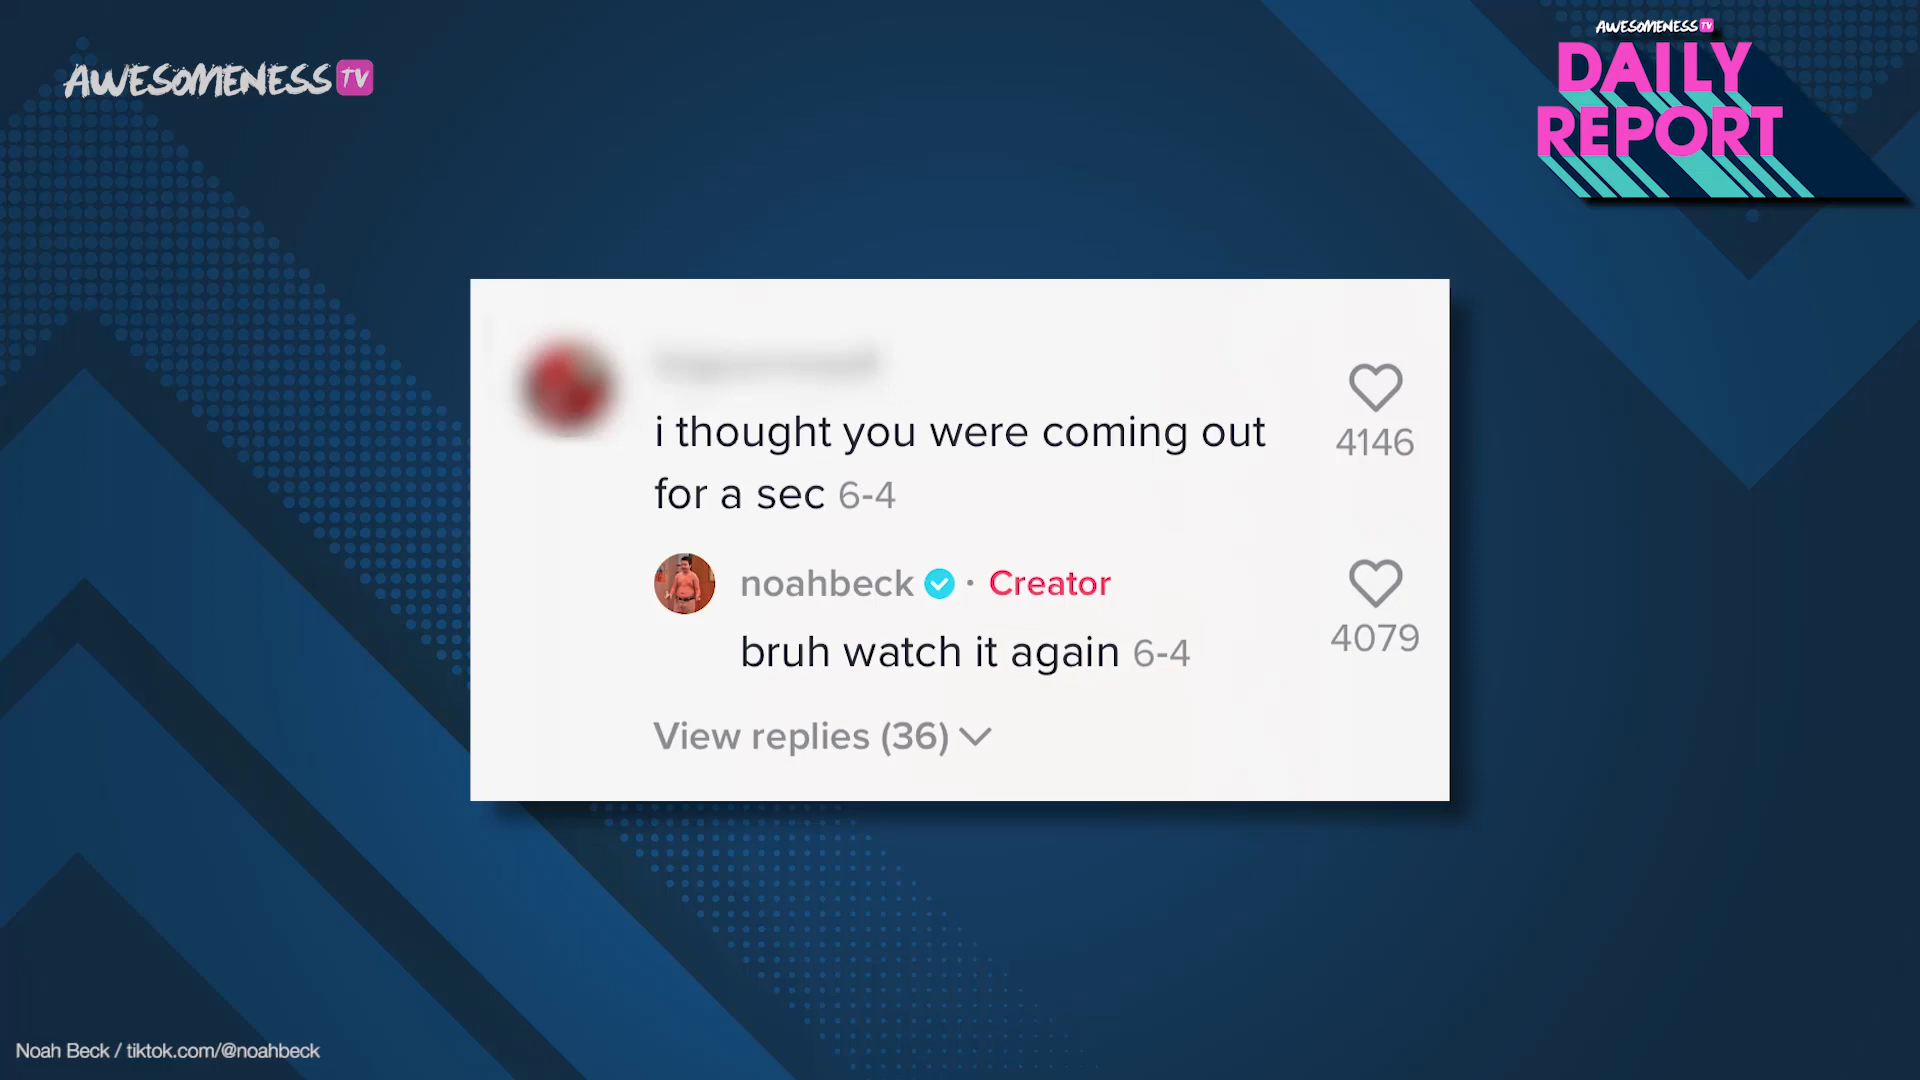 AWESOMENESS TV
AWESOMENESS TV
DAILY
REPORT
i thought you were coming out
for a sec 6-4
4146
noahbeck · Creator
bruh watch it again 6-4
4079
View replies (36)
Noah Beck / tiktok.com/@noahbeck